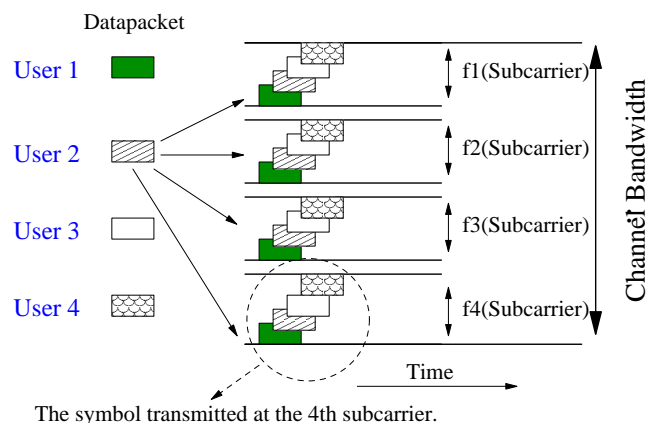 Datapacket
User 1
f1(Subcarrier)
User 2
f2(Subcarrier)
User 3
f3(Subcarrier)
User 4
f4(Subcarrier)
Channel Bandwidth
Time
The symbol transmitted at the 4th subcarrier.